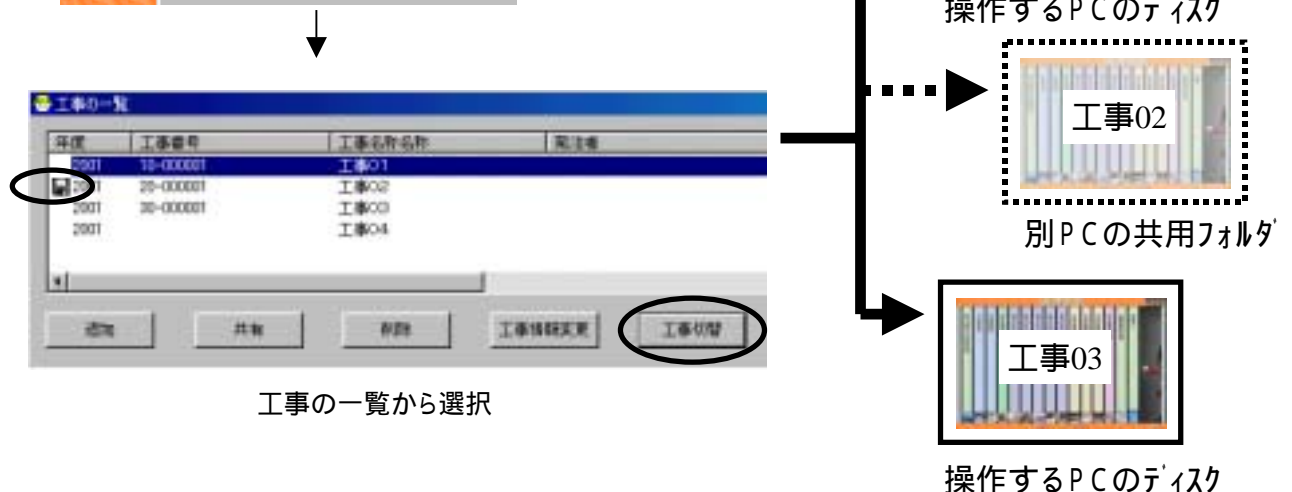 操作するPCのディスク
工事02
別PCの共用フォルダ
工事の一覧
年度 工事番号 工事名称名称 発注者
2001 10-000001 工事01
2001 20-000001 工事02
2001 30-000001 工事03
2001 工事04
追加 共有 削除 工事情報変更 工事切替
工事03
工事の一覧から選択
操作するPCのディスク